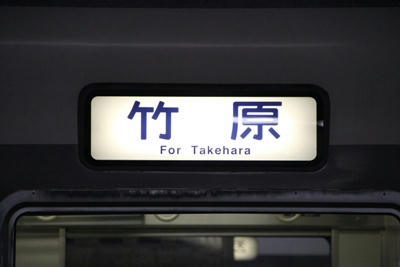 竹原
For Takehara